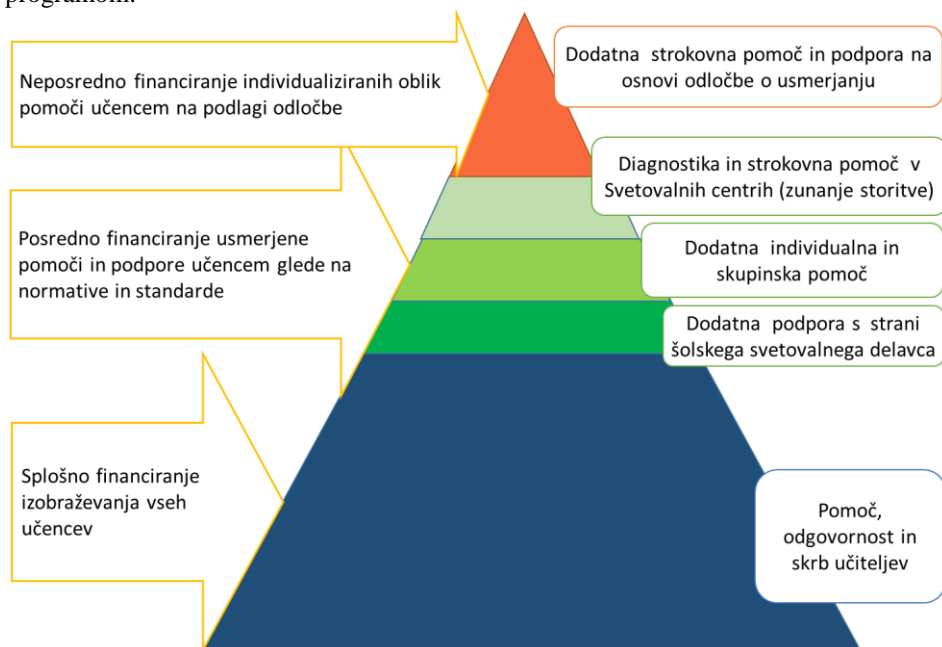 programom.
Neposredno financiranje individualiziranih oblik
pomoči učencem na podlagi odločbe
Posredno financiranje usmerjene
pomoči in podpore učencem glede na
normative in standarde
Splošno financiranje
izobraževanja vseh
učencev
Dodatna strokovna pomoč in podpora na
osnovi odločbe o usmerjanju
Diagnostika in strokovna pomoč v
Svetovalnih centrih (zunanje storitve)
Dodatna individualna in
skupinska pomoč
Dodatna podpora s strani
šolskega svetovalnega delavca
Pomoč,
odgovornost in
skrb učiteljev